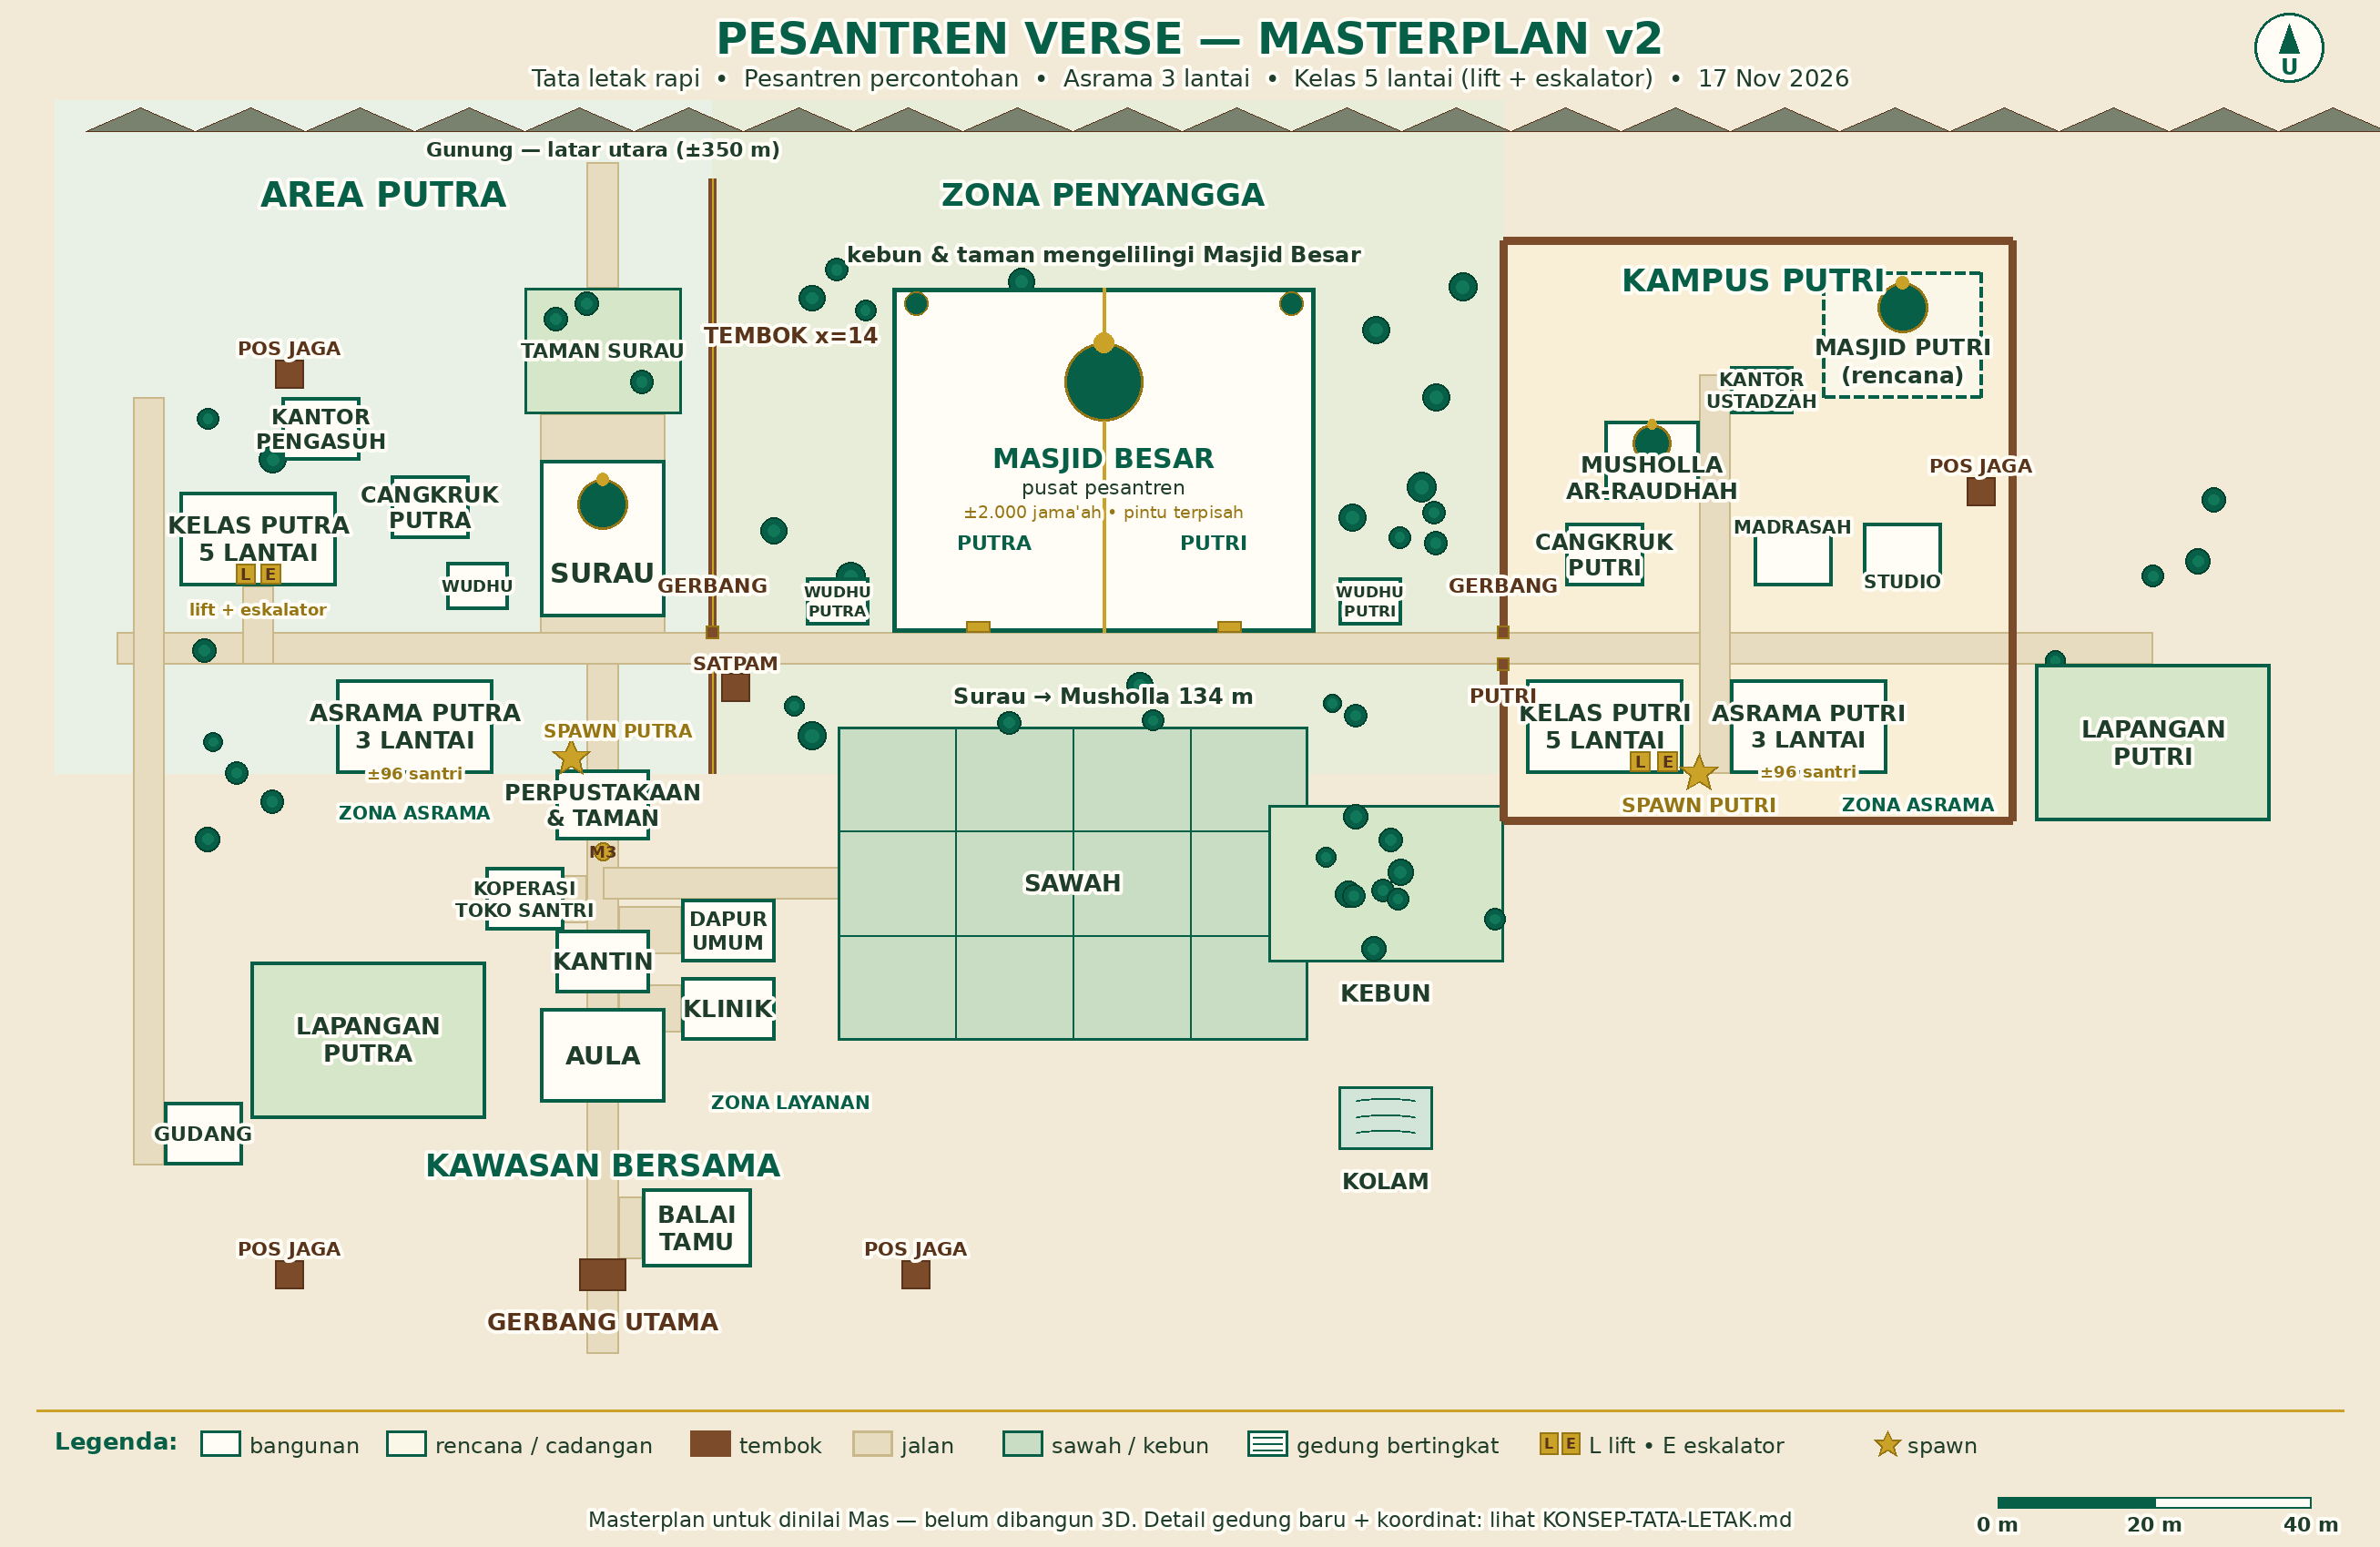 PESANTREN VERSE — MASTERPLAN v2
Tata letak rapi • Pesantren percontohan • Asrama 3 lantai • Kelas 5 lantai (lift + eskalator) • 17 Nov 2026
U
Gunung — latar utara (±350 m)
AREA PUTRA
ZONA PENYANGGA
kebun & taman mengelilingi Masjid Besar
KAMPUS PUTRI
TEMBOK x=14
TAMAN SURAU
POS JAGA
MASJID PUTRI
(rencana)
KANTOR
USTADZAH
KANTOR
PENGASUH
MASJID BESAR
pusat pesantren
±2.000 jama'ah • pintu terpisah
PUTRA
PUTRI
MUSHOLLA
AR-RAUDHAH
POS JAGA
CANGKRUK
PUTRA
KELAS PUTRA
5 LANTAI
L
E
lift + eskalator
WUDHU
SURAU
GERBANG
WUDHU
PUTRA
WUDHU
PUTRI
GERBANG
CANGKRUK
PUTRI
MADRASAH
STUDIO
SATPAM
Surau → Musholla 134 m
PUTRI
ASRAMA PUTRA
3 LANTAI
±96 santri
ZONA ASRAMA
SPAWN PUTRA
KELAS PUTRI
5 LANTAI
L
E
ASRAMA PUTRI
3 LANTAI
±96 santri
SPAWN PUTRI
ZONA ASRAMA
LAPANGAN
PUTRI
PERPUSTAKAAN
& TAMAN
M3
KOPERASI
TOKO SANTRI
DAPUR
UMUM
KANTIN
SAWAH
KEBUN
KLINIK
AULA
LAPANGAN
PUTRA
ZONA LAYANAN
GUDANG
KAWASAN BERSAMA
KOLAM
BALAI
TAMU
POS JAGA
POS JAGA
GERBANG UTAMA
Legenda:
bangunan
rencana / cadangan
tembok
jalan
sawah / kebun
gedung bertingkat
L
E
L lift • E eskalator
spawn
Masterplan untuk dinilai Mas — belum dibangun 3D. Detail gedung baru + koordinat: lihat KONSEP-TATA-LETAK.md
0 m
20 m
40 m